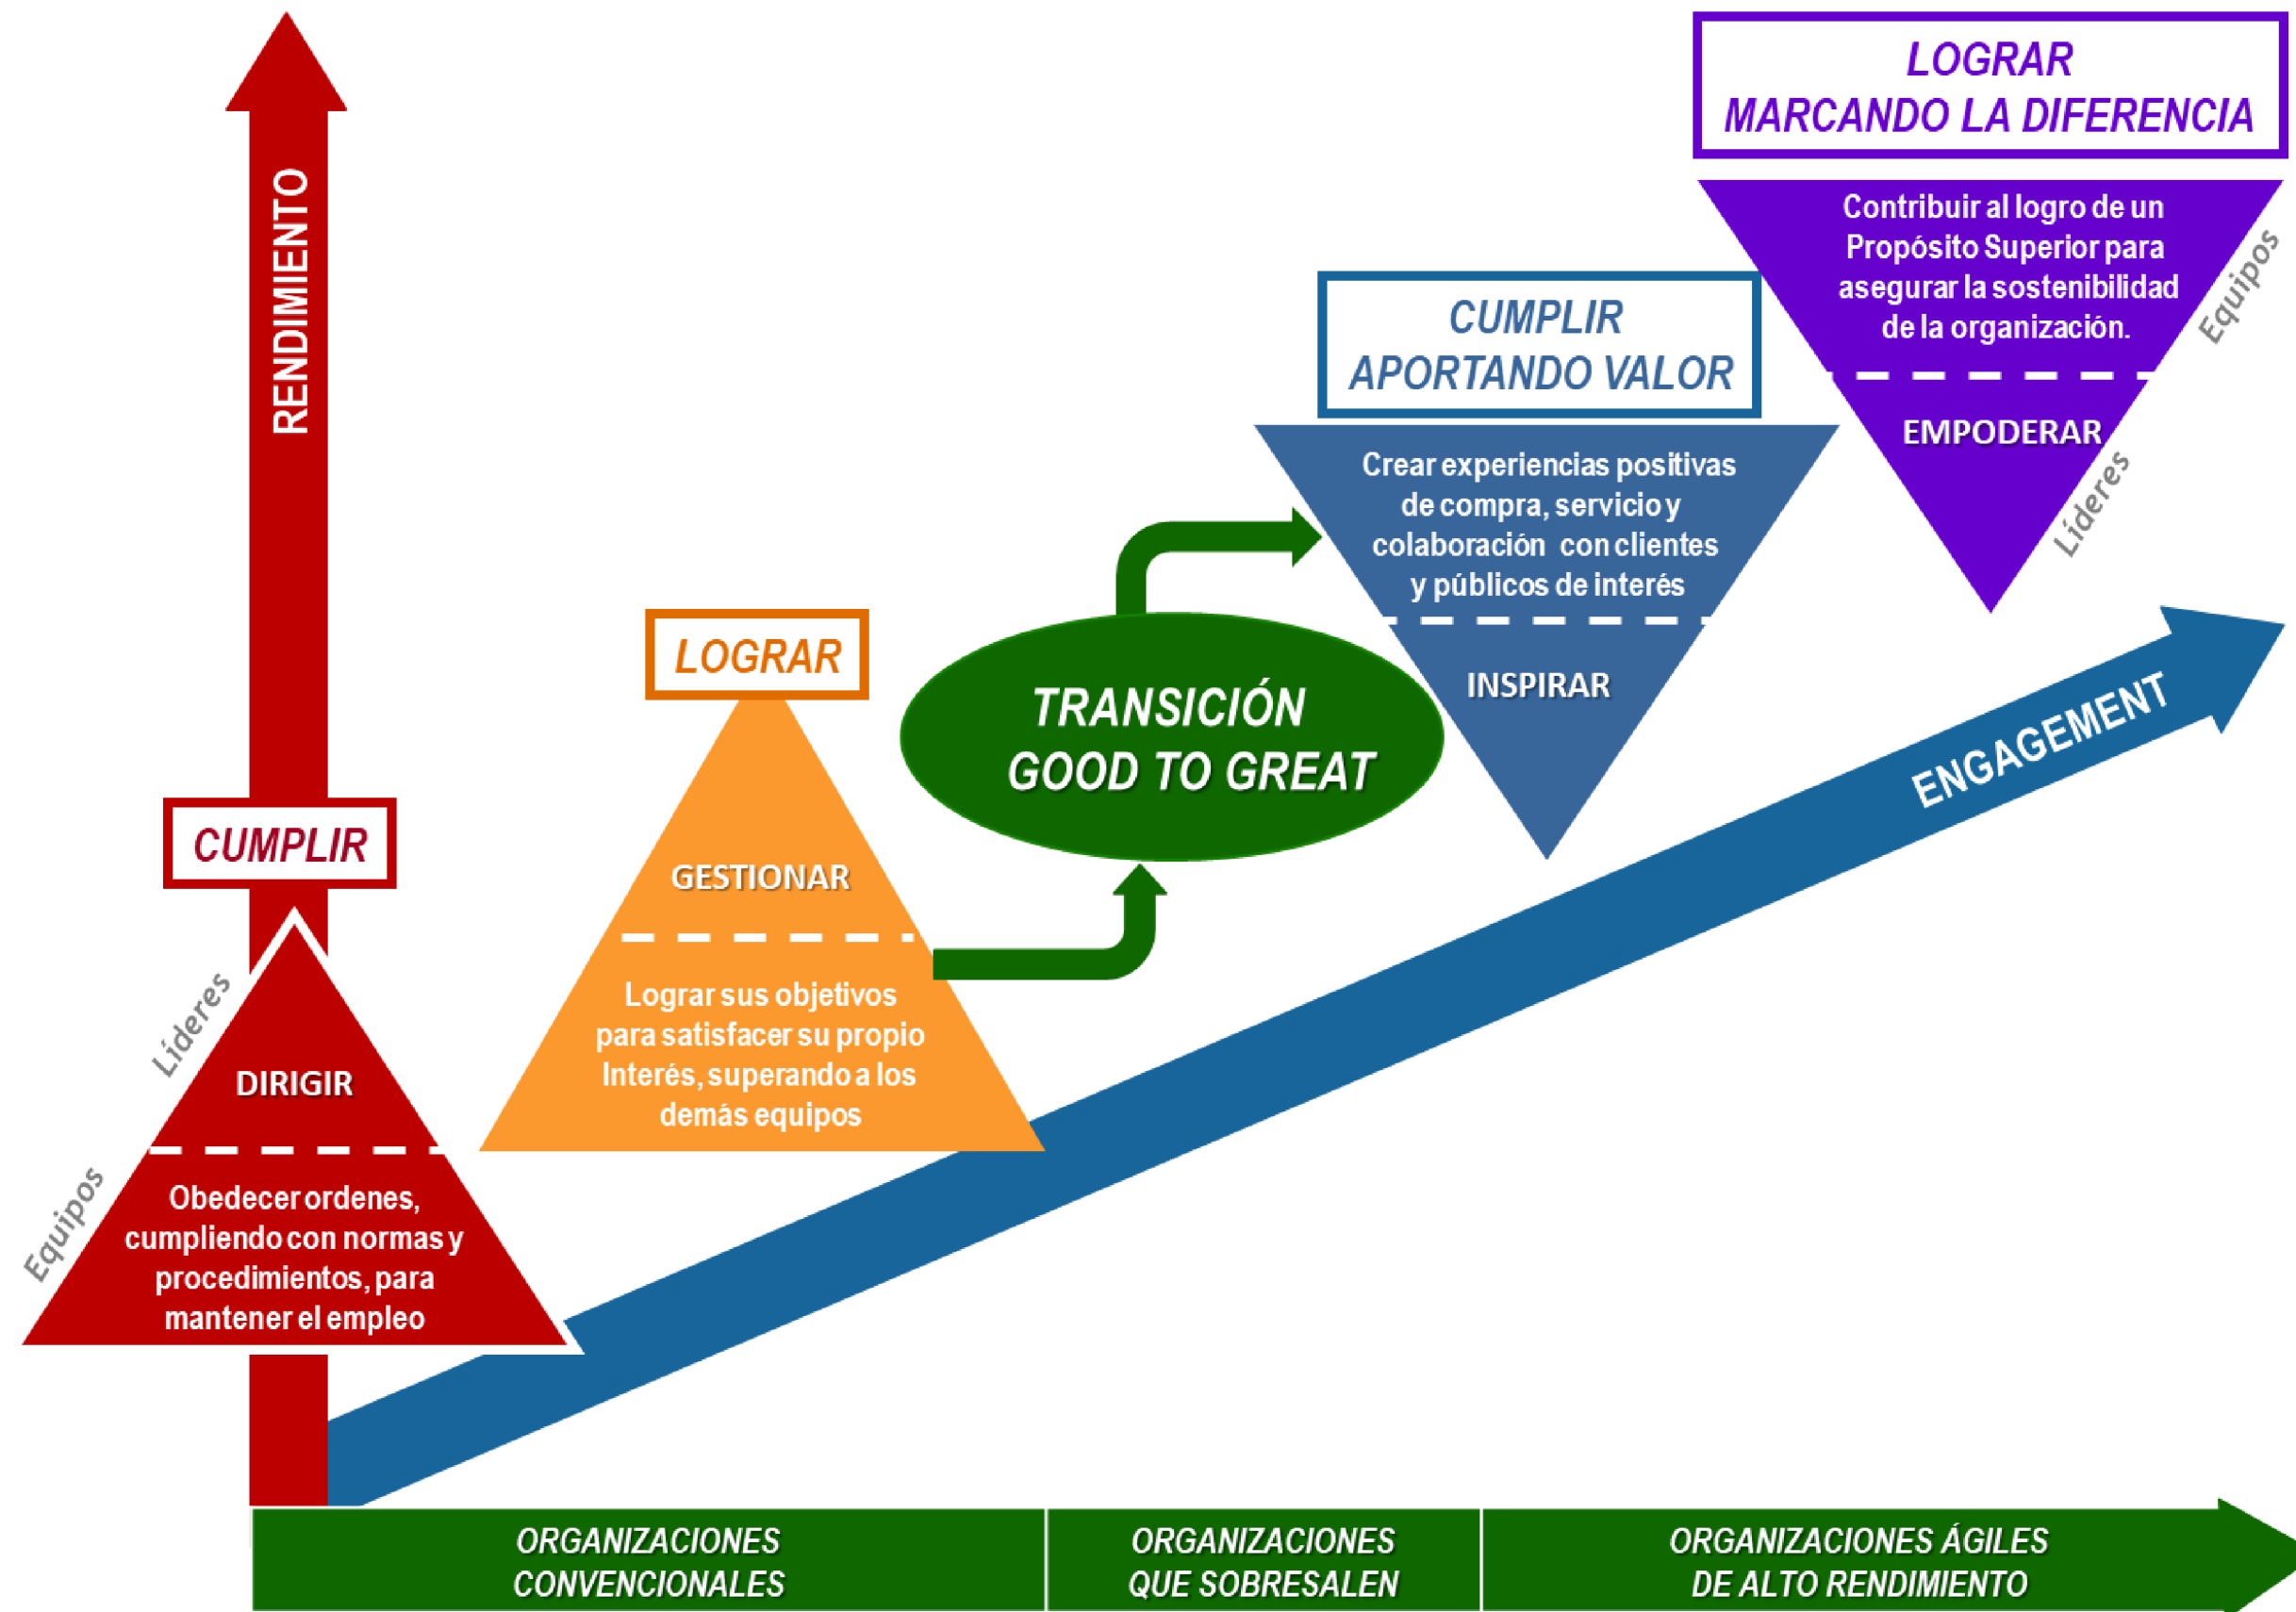 RENDIMIENTO
LOGRAR
MARCANDO LA DIFERENCIA
Contribuir al logro de un
Propósito Superior para
asegurar la sostenibilidad
de la organización.
Equipos
EMPODERAR
Líderes
CUMPLIR
APORTANDO VALOR
Crear experiencias positivas
de compra, servicio y
colaboración con clientes
y públicos de interés
INSPIRAR
TRANSICIÓN
GOOD TO GREAT
LOGRAR
GESTIONAR
Lograr sus objetivos
para satisfacer su propio
Interés, superando a los
demás equipos
ENGAGEMENT
CUMPLIR
Líderes
DIRIGIR
Equipos
Obedecer ordenes,
cumpliendo con normas y
procedimientos, para
mantener el empleo
ORGANIZACIONES
CONVENCIONALES
ORGANIZACIONES
QUE SOBRESALEN
ORGANIZACIONES ÁGILES
DE ALTO RENDIMIENTO